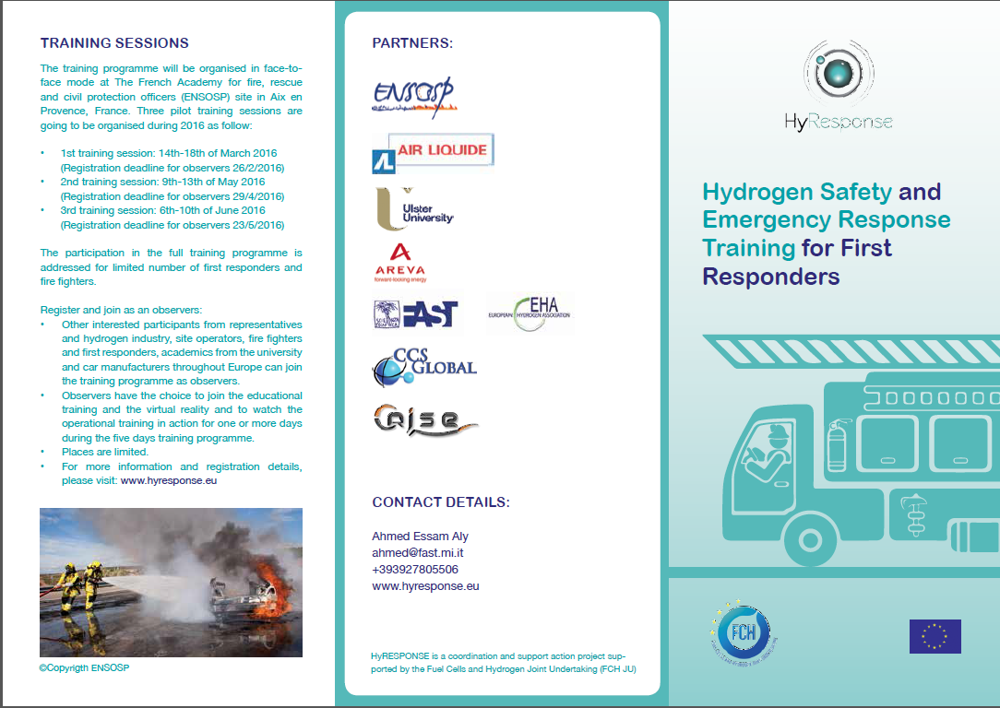 TRAINING SESSIONS
The training programme will be organised in face-to-
face mode at The French Academy for fire, rescue
and civil protection officers (ENSOSP) site in Aix en
Provence, France. Three pilot training sessions are
going to be organised during 2016 as follow:
• 1st training session: 14th-18th of March 2016
(Registration deadline for observers 26/2/2016)
• 2nd training session: 9th-13th of May 2016
(Registration deadline for observers 29/4/2016)
• 3rd training session: 6th-10th of June 2016
(Registration deadline for observers 23/5/2016)
The participation in the full training programme is
addressed for limited number of first responders and
fire fighters.
Register and join as an observers:
• Other interested participants from representatives
and hydrogen industry, site operators, fire fighters
and first responders, academics from the university
and car manufacturers throughout Europe can join
the training programme as observers.
• Observers have the choice to join the educational
training and the virtual reality and to watch the
operational training in action for one or more days
during the five days training programme.
• Places are limited.
• For more information and registration details,
please visit: www.hyresponse.eu
©Copyrigth ENSOSP
PARTNERS:
ENSOSP
AIR LIQUIDE
Ulster
University
AREVA
forward-looking energy
FAST
EHA
EUROPEAN HYDROGEN ASSOCIATION
CCS
GLOBAL
CRISE
CONTACT DETAILS:
Ahmed Essam Aly
ahmed@fast.mi.it
+393927805506
www.hyresponse.eu
HyRESPONSE is a coordination and support action project sup-
ported by the Fuel Cells and Hydrogen Joint Undertaking (FCH JU)
HyResponse
Hydrogen Safety and
Emergency Response
Training for First
Responders
FCH